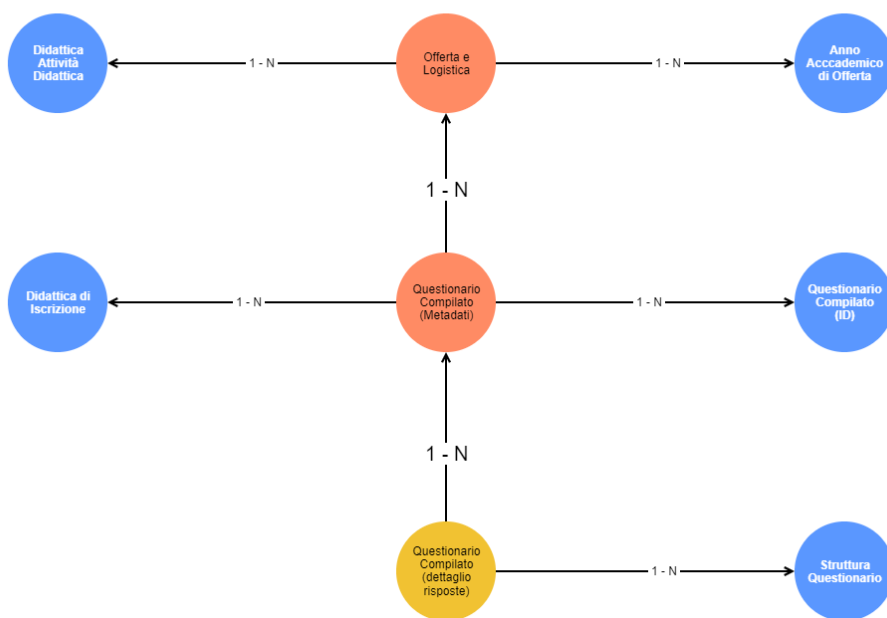 Didattica
Attività
Didattica
1 - N
Offerta e
Logistica
1 - N
Anno
Acccademico
di Offerta
1 - N
Didattica di
Iscrizione
1 - N
Questionario
Compilato
(Metadati)
1 - N
Questionario
Compilato
(ID)
1 - N
Questionario
Compilato
(dettaglio
risposte)
1 - N
Struttura
Questionario